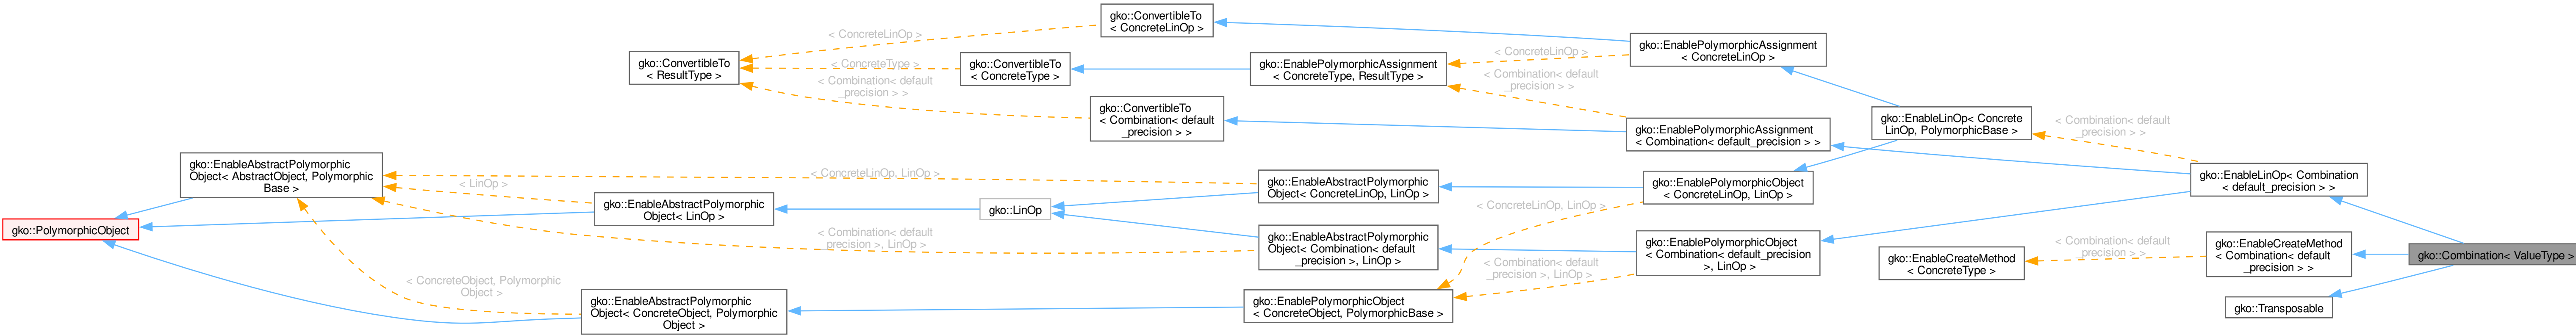 gko::ConvertibleTo
< ConcreteLinOp >
< ConcreteLinOp >
gko::EnablePolymorphicAssignment
< ConcreteLinOp >
< ConcreteLinOp >
gko::ConvertibleTo
< ResultType >
< ConcreteType >
gko::ConvertibleTo
< ConcreteType >
gko::EnablePolymorphicAssignment
< ConcreteType, ResultType >
< Combination< default
_precision > >
< Combination< default
_precision > >
gko::ConvertibleTo
< Combination< default
_precision > >
gko::EnablePolymorphicAssignment
< Combination< default_precision > >
gko::EnableLinOp< Concrete
LinOp, PolymorphicBase >
< Combination< default
_precision > >
gko::EnableAbstractPolymorphic
Object< AbstractObject, Polymorphic
Base >
< ConcreteLinOp, LinOp >
< LinOp >
gko::EnableAbstractPolymorphic
Object< ConcreteLinOp, LinOp >
gko::EnablePolymorphicObject
< ConcreteLinOp, LinOp >
gko::EnableLinOp< Combination
< default_precision > >
gko::EnableAbstractPolymorphic
Object< LinOp >
gko::LinOp
< ConcreteLinOp, LinOp >
gko::PolymorphicObject
< Combination< default
_precision >, LinOp >
gko::EnableAbstractPolymorphic
Object< Combination< default
_precision >, LinOp >
gko::EnablePolymorphicObject
< Combination< default_precision
>, LinOp >
< Combination< default
_precision >, LinOp >
gko::EnableCreateMethod
< ConcreteType >
< Combination< default
_precision > >
gko::EnableCreateMethod
< Combination< default
_precision > >
gko::Combination< ValueType >
< ConcreteObject, Polymorphic
Object >
gko::EnableAbstractPolymorphic
Object< ConcreteObject, Polymorphic
Object >
gko::EnablePolymorphicObject
< ConcreteObject, PolymorphicBase >
gko::Transposable